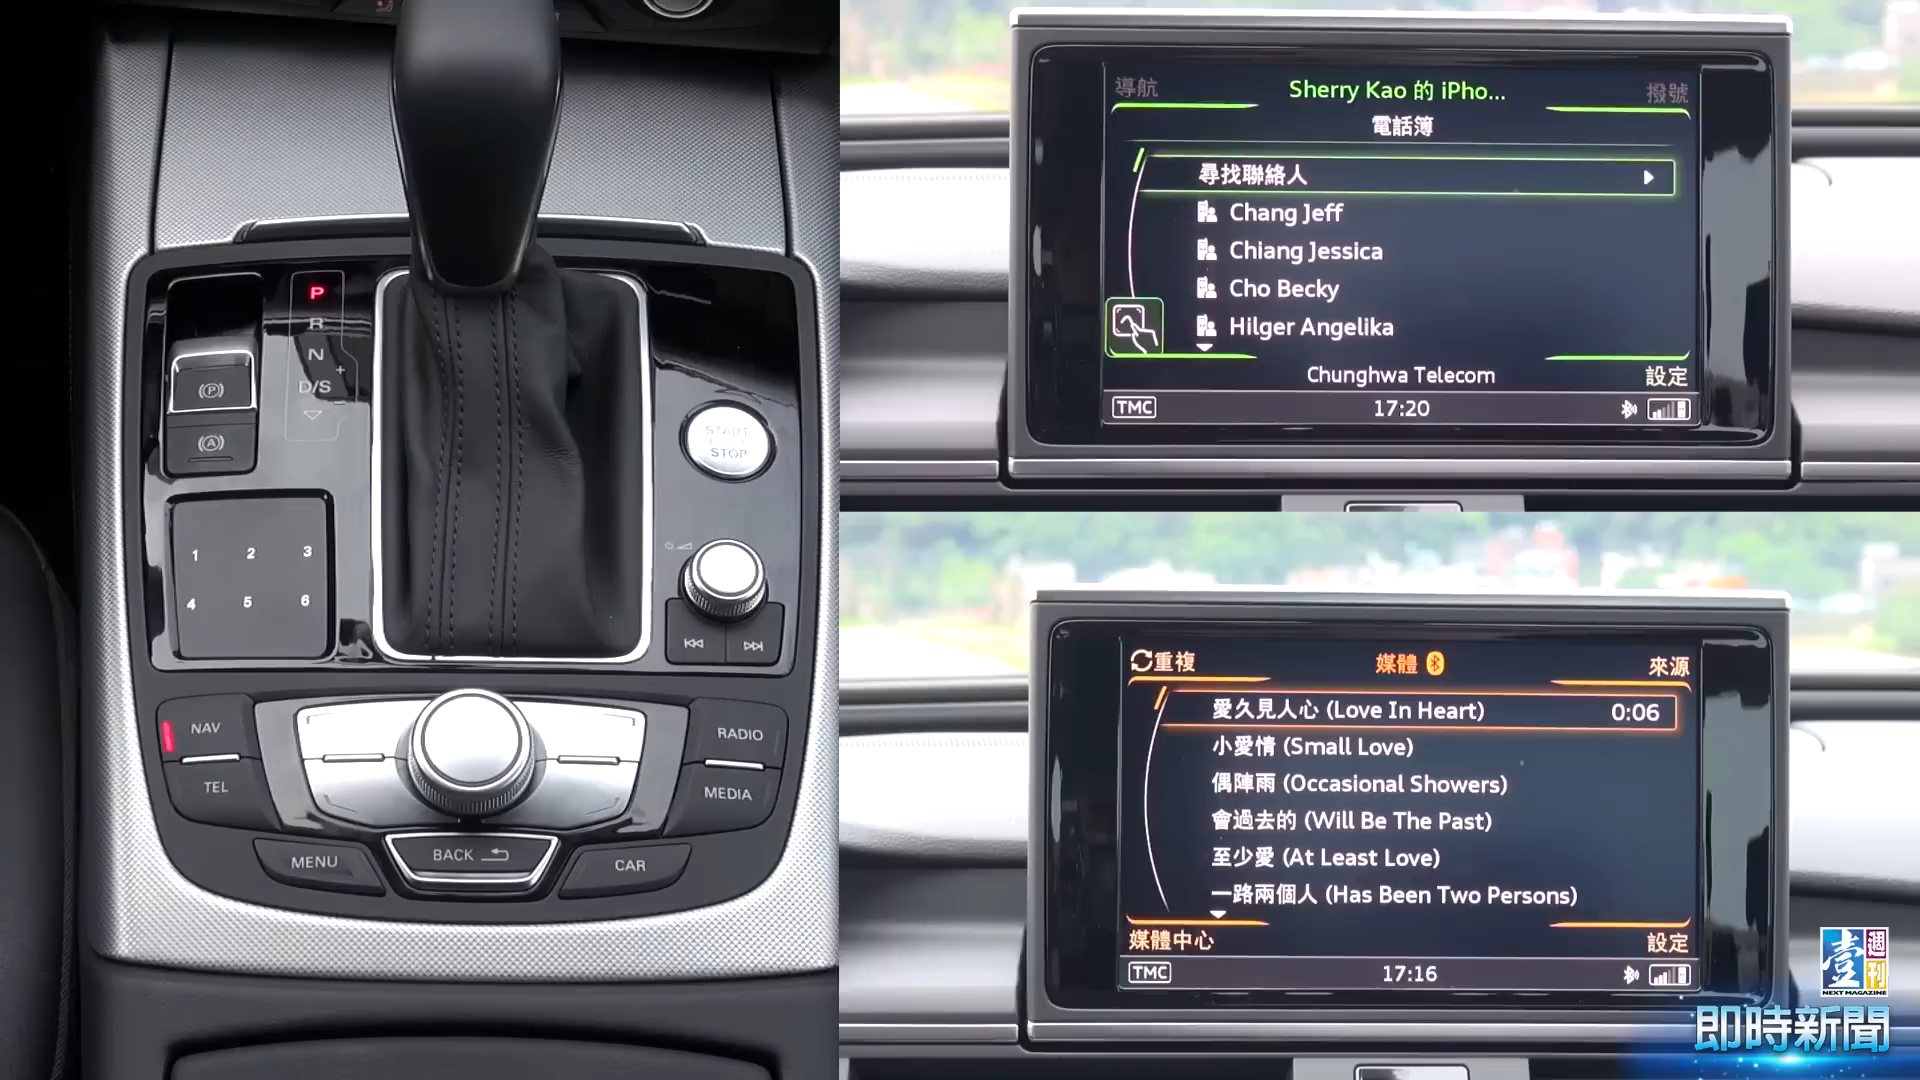 P
R
N
+
D/S
(P)
(A)
START
STOP
1 2 3
4 5 6
NAV
TEL
RADIO
MEDIA
MENU
BACK
CAR
導航
Sherry Kao 的 iPho...
撥號
電話簿
尋找聯絡人
Chang Jeff
Chiang Jessica
Cho Becky
Hilger Angelika
Chunghwa Telecom
設定
TMC
17:20
重複
媒體
來源
愛久見人心 (Love In Heart) 0:06
小愛情 (Small Love)
偶陣雨 (Occasional Showers)
會過去的 (Will Be The Past)
至少愛 (At Least Love)
一路兩個人 (Has Been Two Persons)
媒體中心
設定
TMC
17:16
壹週刊
NEXT MAGAZINE
即時新聞